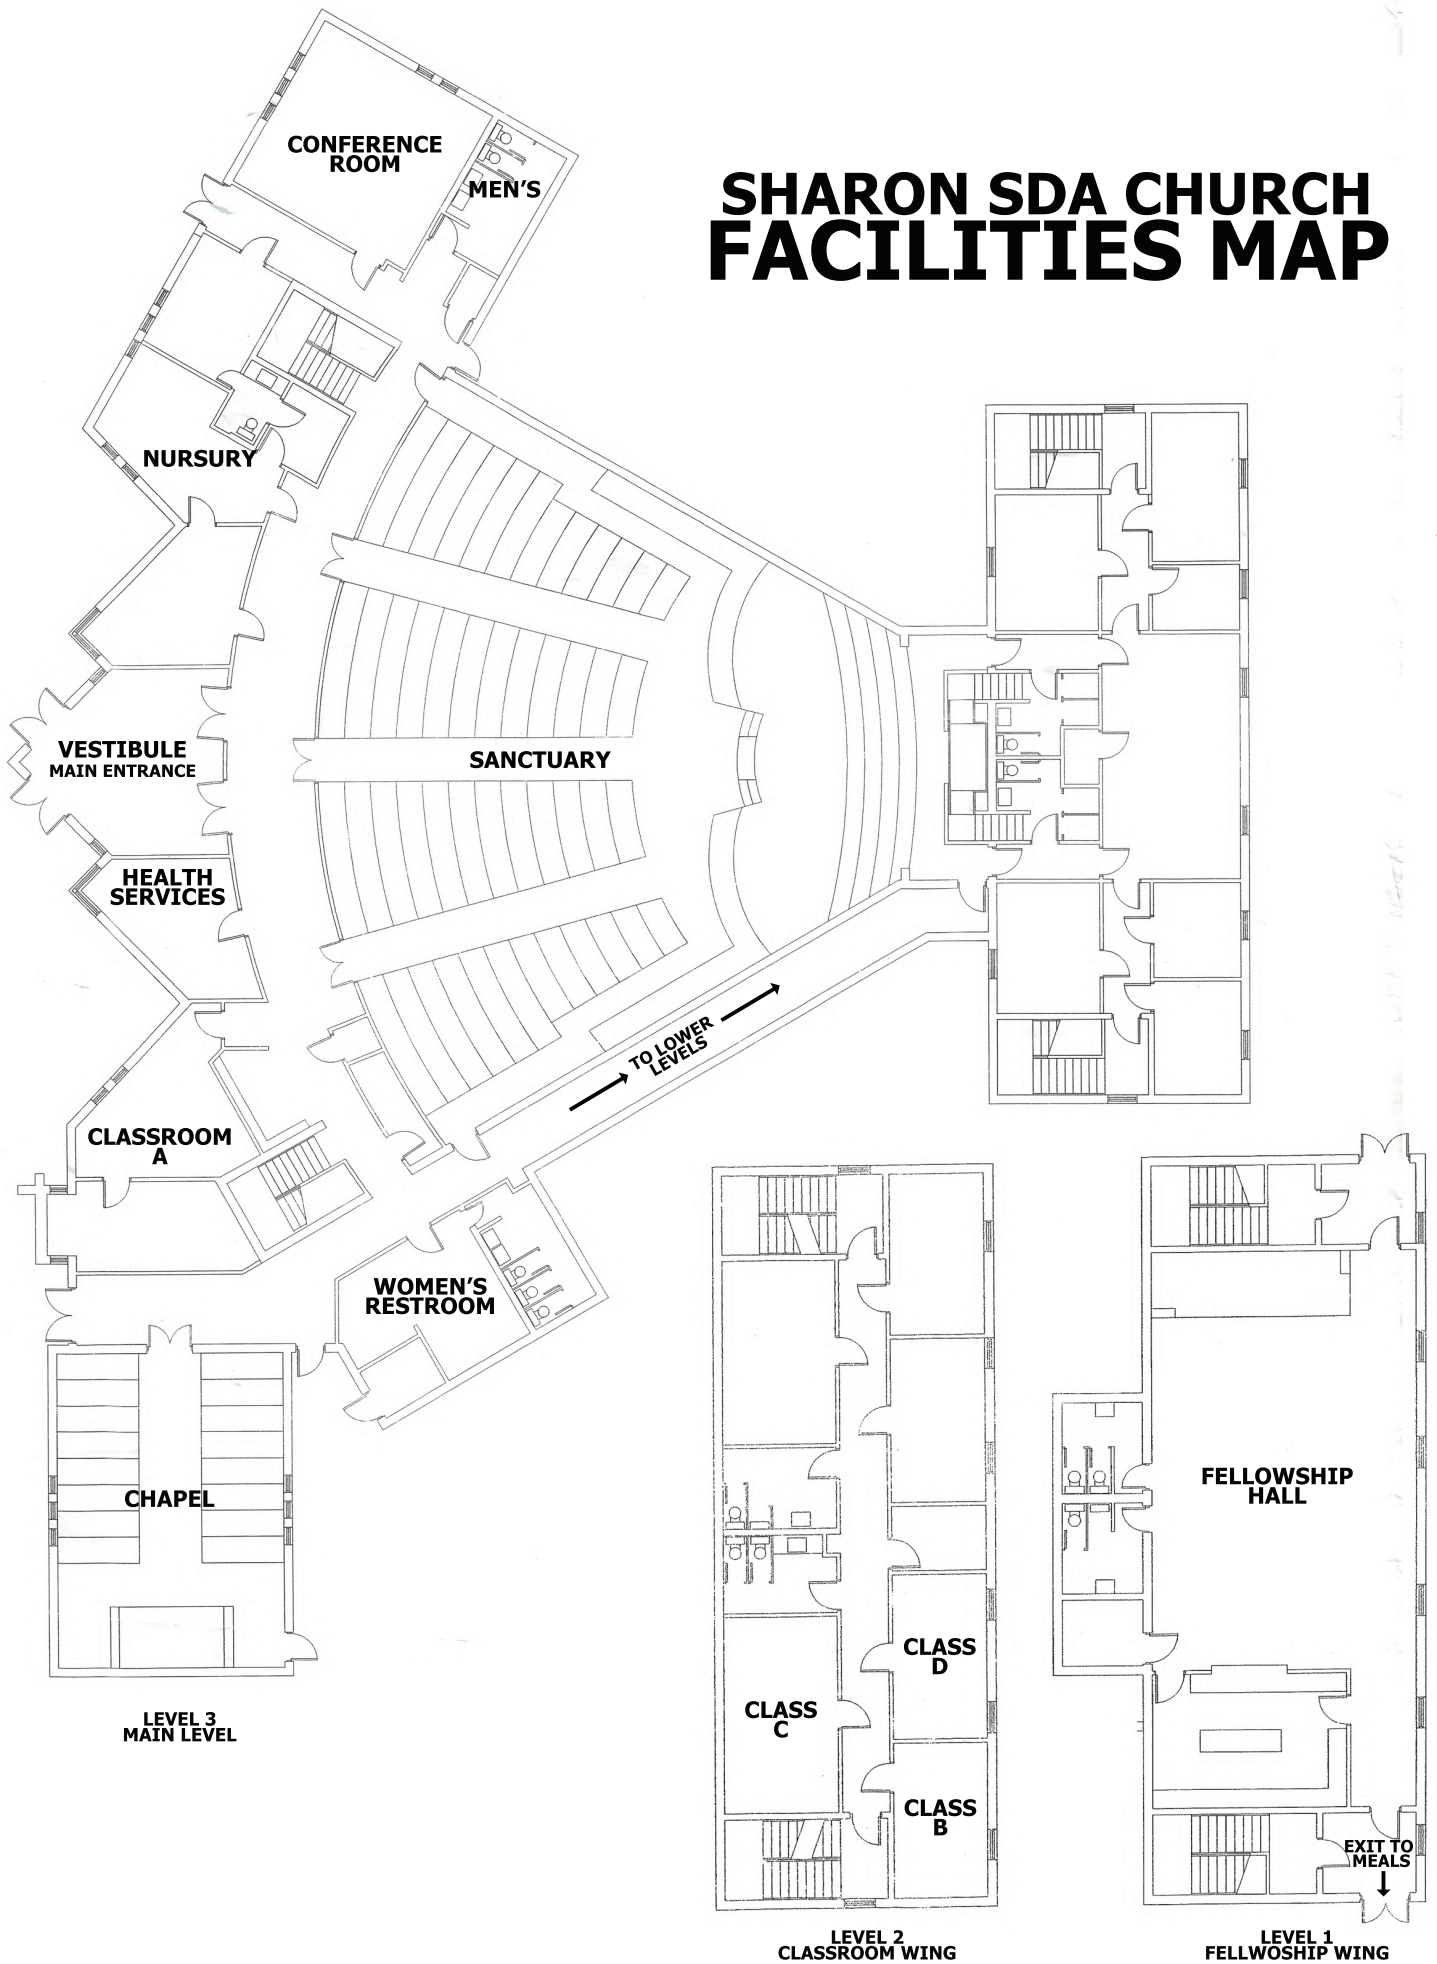 SHARON SDA CHURCH
FACILITIES MAP
CONFERENCE
ROOM
MEN'S
NURSURY
VESTIBULE
MAIN ENTRANCE
SANCTUARY
HEALTH
SERVICES
TO LOWER
LEVELS
CLASSROOM
A
WOMEN'S
RESTROOM
CHAPEL
LEVEL 3
MAIN LEVEL
CLASS
D
CLASS
C
CLASS
B
LEVEL 2
CLASSROOM WING
FELLOWSHIP
HALL
EXIT TO
MEALS
LEVEL 1
FELLWOSHIP WING